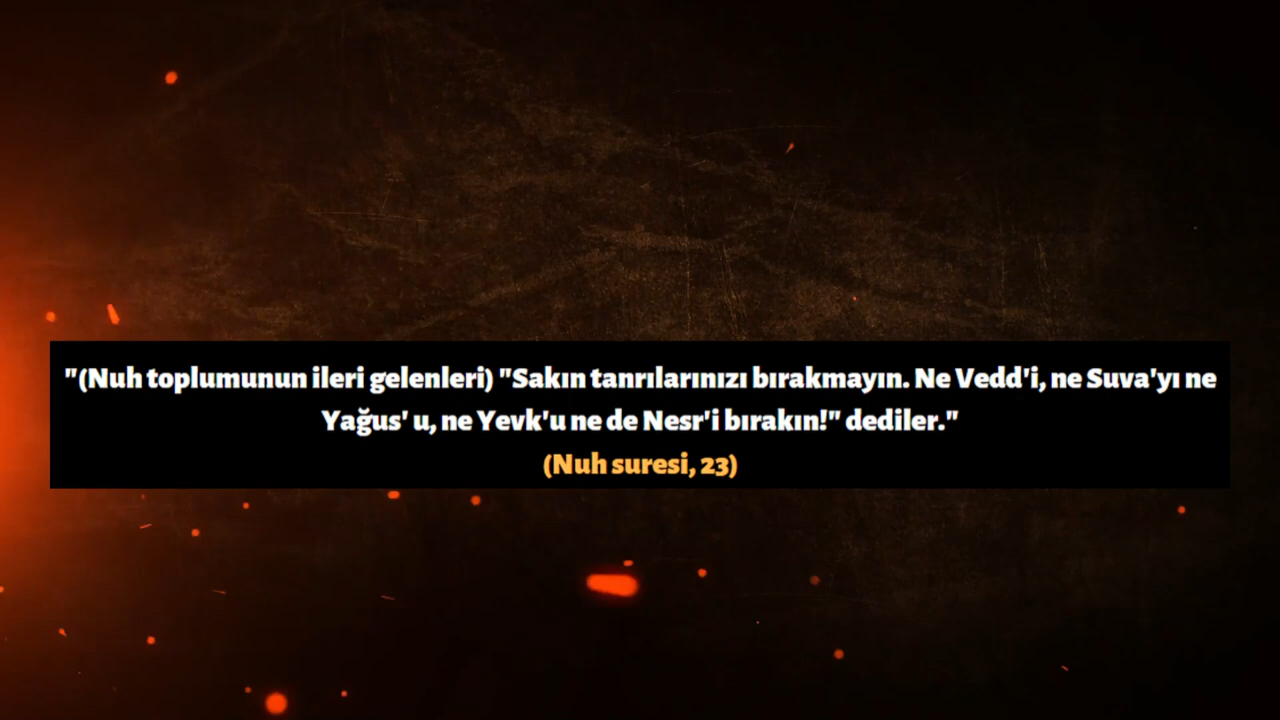 "(Nuh toplumunun ileri gelenleri) "Sakın tanrılarınızı bırakmayın. Ne Vedd'i, ne Suva'yı ne
Yağus' u, ne Yevk'u ne de Nesr'i bırakın!" dediler."
(Nuh suresi, 23)